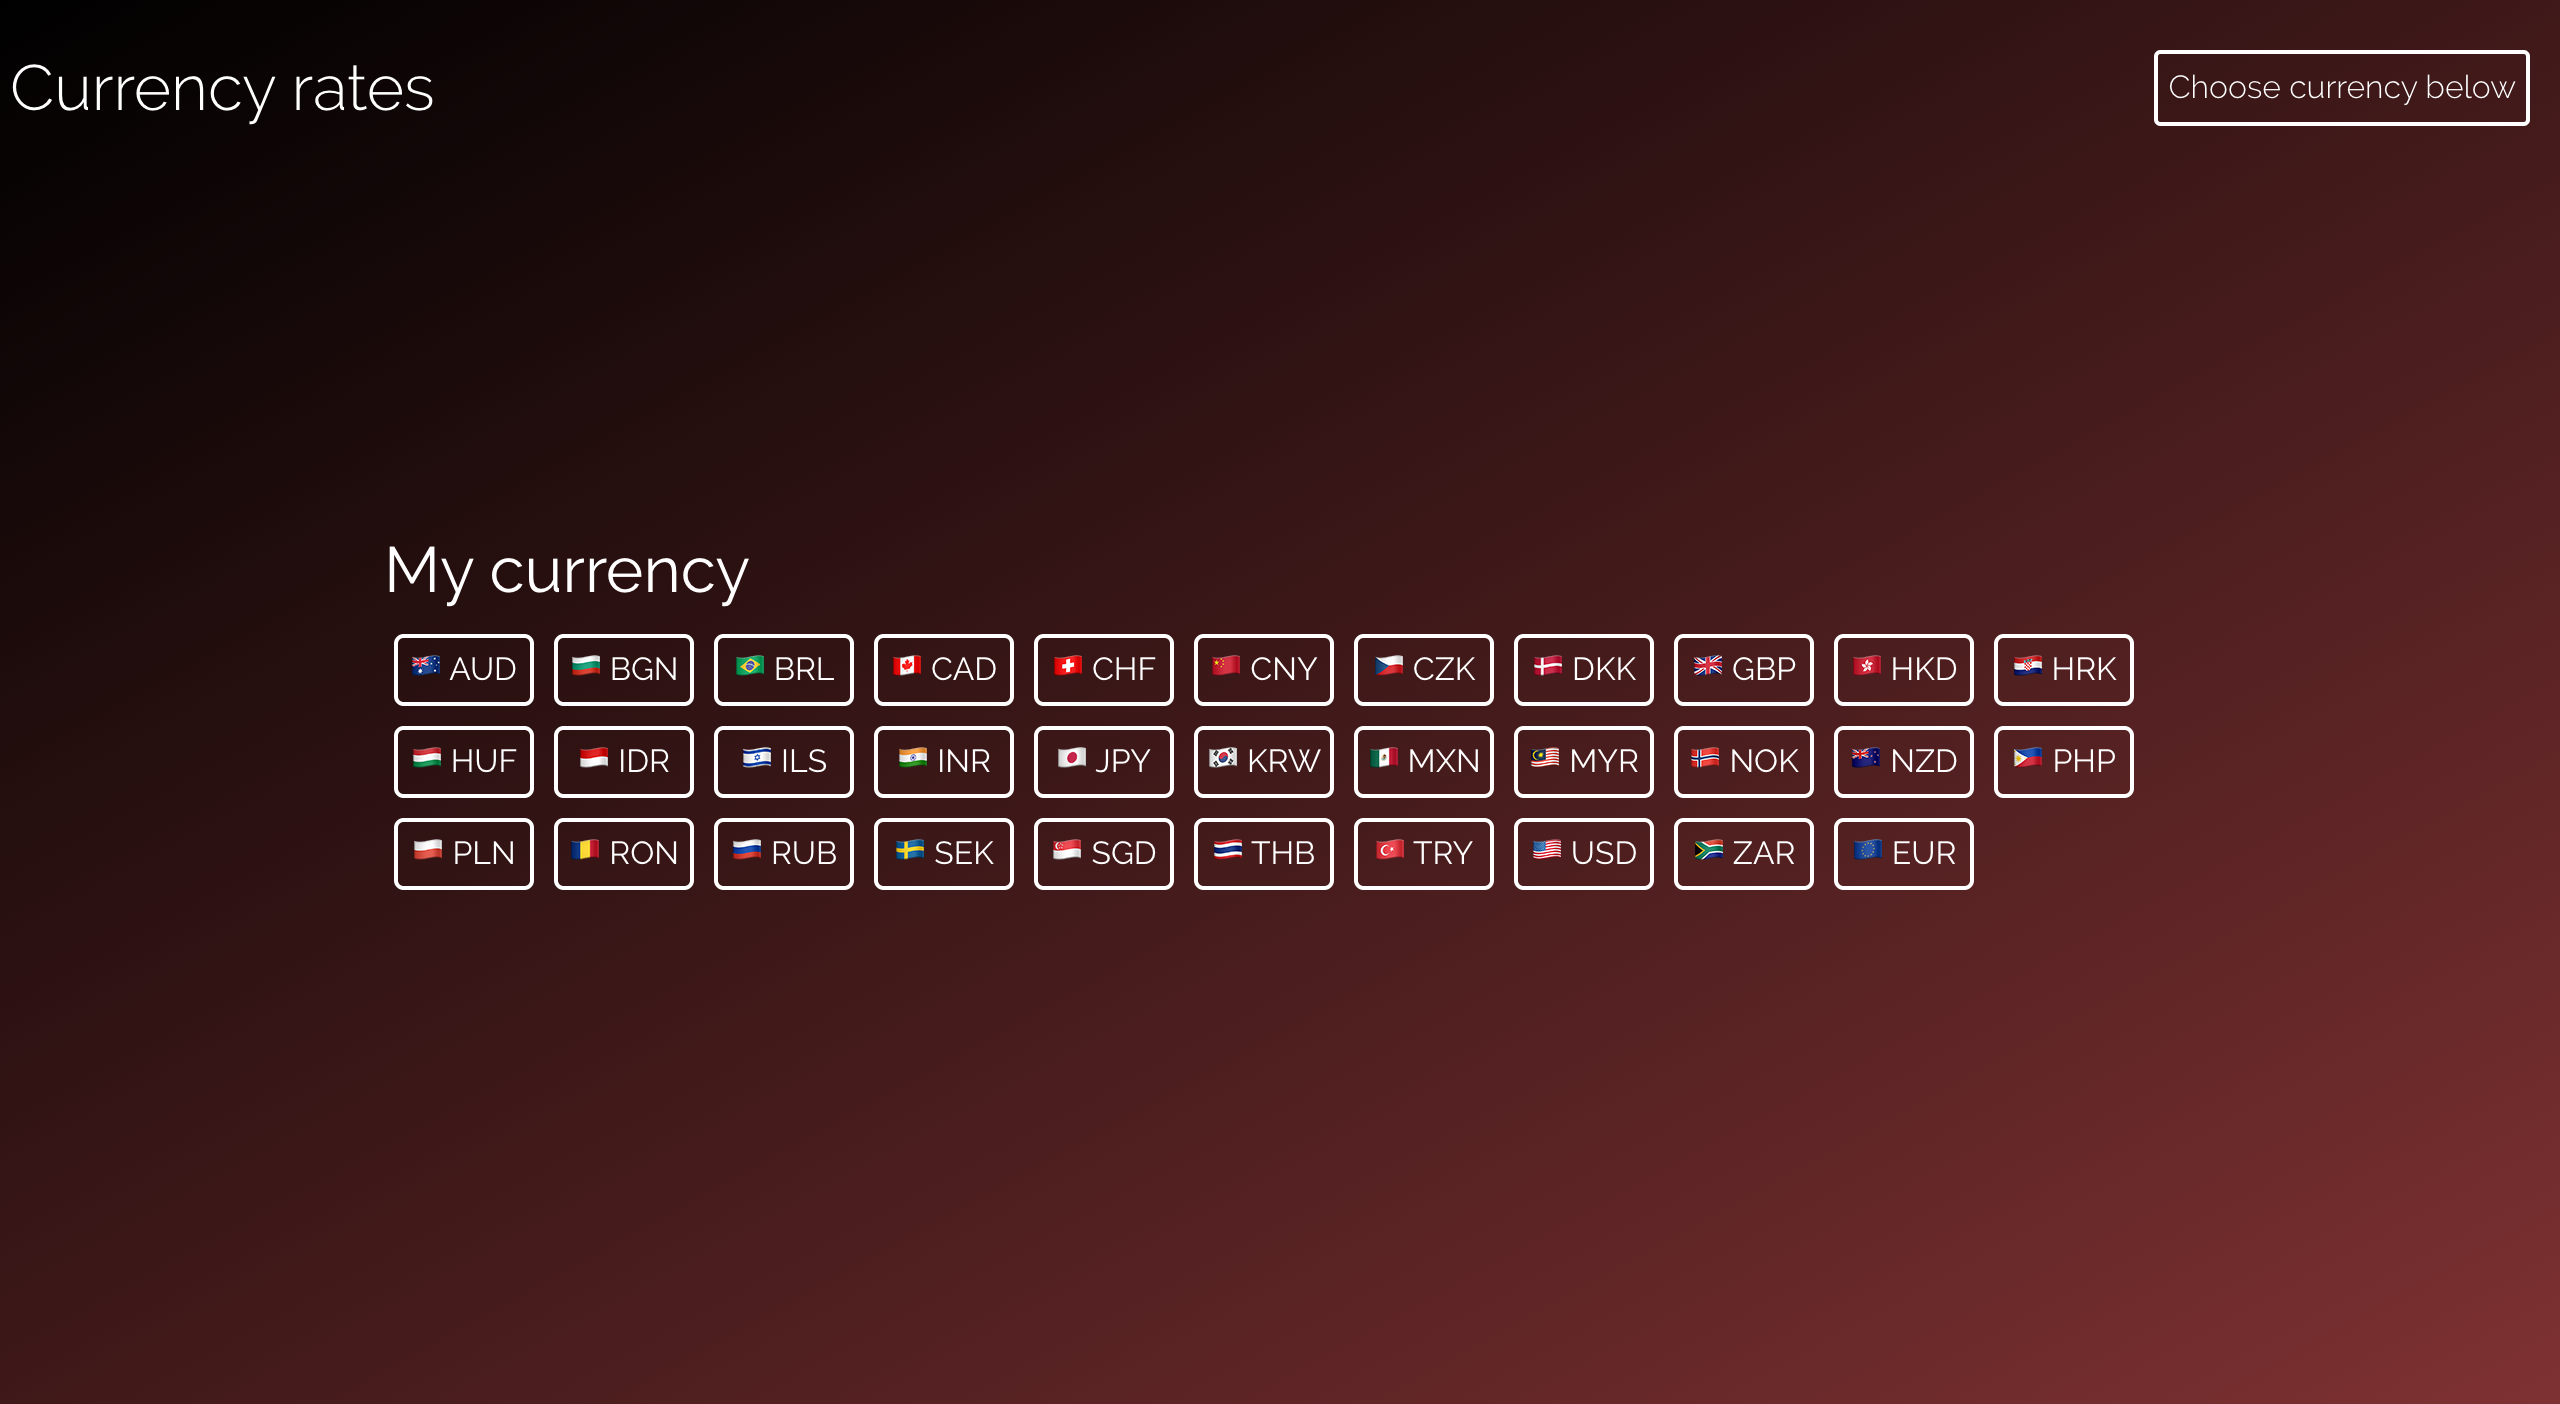 Currency rates
Choose currency below
My currency
AUD BGN BRL CAD CHF CNY CZK DKK GBP HKD HRK
HUF IDR ILS INR JPY KRW MXN MYR NOK NZD PHP
PLN RON RUB SEK SGD THB TRY USD ZAR EUR